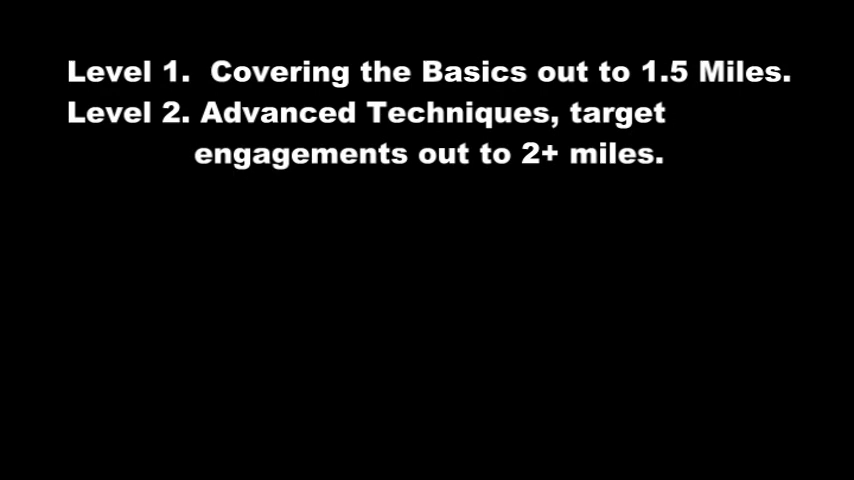 Level 1.  Covering the Basics out to 1.5 Miles.
Level 2. Advanced Techniques, target
engagements out to 2+ miles.